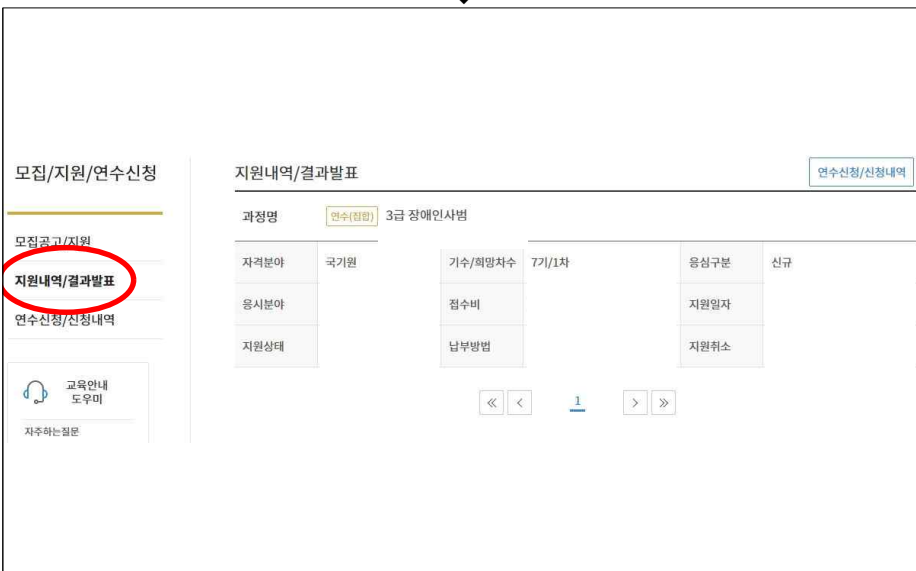 모집/지원/연수신청
모집공고/지원
지원내역/결과발표
연수신청/신청내역
교육안내
도우미
자주하는질문
지원내역/결과발표
연수신청/신청내역
과정명 연수(집합) 3급 장애인사범
자격분야 국기원 기수/희망차수 7기/1차 응심구분 신규
응시분야 접수비 지원일자
지원상태 납부방법 지원취소
« < 1 > »